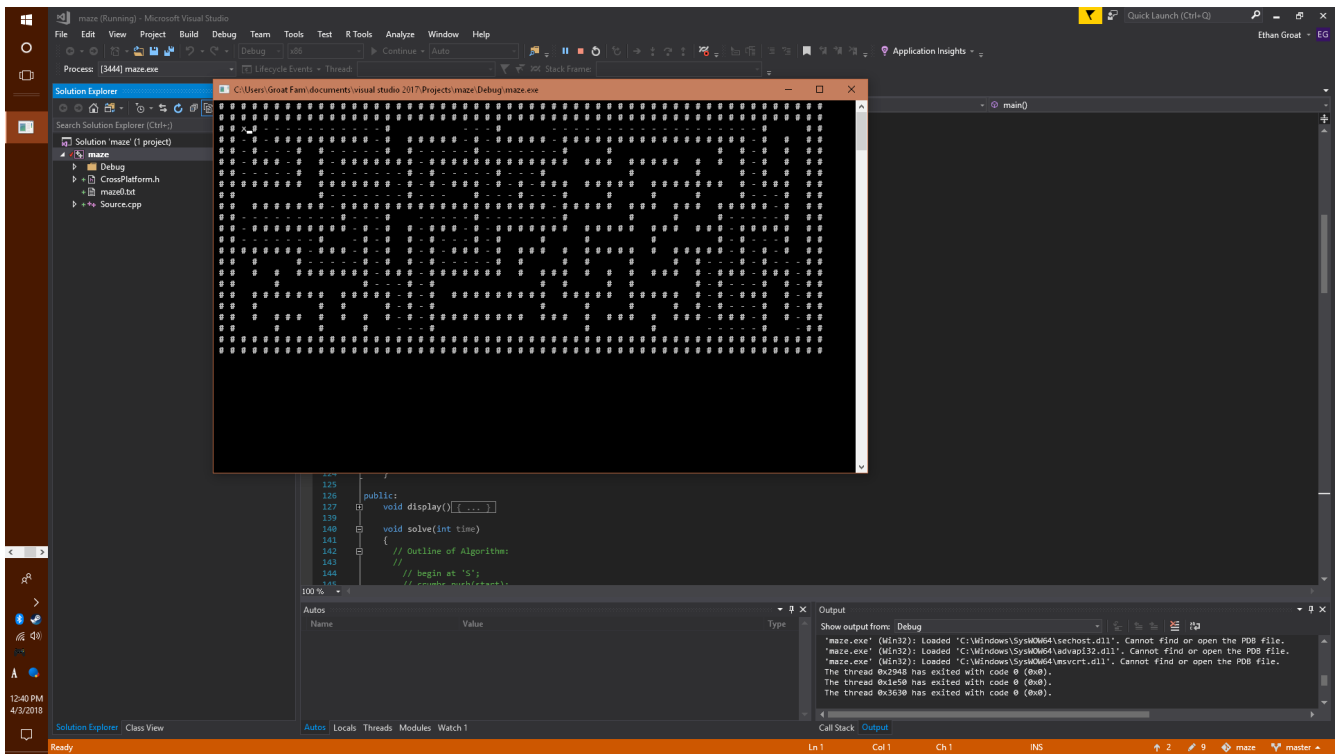 maze (Running) - Microsoft Visual Studio
Quick Launch (Ctrl+Q)
File Edit View Project Build Debug Team Tools Test R Tools Analyze Window Help
Ethan Groat EG
Debug x86 Continue Auto Application Insights
Process: [3444] maze.exe Lifecycle Events Thread: Stack Frame:
Solution Explorer
C:\Users\Groat Fam\documents\visual studio 2017\Projects\maze\Debug\maze.exe
main()
Search Solution Explorer (Ctrl+;)
Solution 'maze' (1 project)
maze
Debug
CrossPlatform.h
maze0.txt
Source.cpp
124 }
125
126 public:
127 void display() { ... }
139
140 void solve(int time)
141 {
142 // Outline of Algorithm:
143 //
144 // begin at 'S';
145 // crumbs.push(start);
100 %
Autos
Name Value Type
Output
Show output from: Debug
'maze.exe' (Win32): Loaded 'C:\Windows\SysWOW64\sechost.dll'. Cannot find or open the PDB file.
'maze.exe' (Win32): Loaded 'C:\Windows\SysWOW64\advapi32.dll'. Cannot find or open the PDB file.
'maze.exe' (Win32): Loaded 'C:\Windows\SysWOW64\msvcrt.dll'. Cannot find or open the PDB file.
The thread 0x2948 has exited with code 0 (0x0).
The thread 0x1e50 has exited with code 0 (0x0).
The thread 0x3630 has exited with code 0 (0x0).
Solution Explorer Class View
Autos Locals Threads Modules Watch 1
Call Stack Output
A
12:40 PM
4/3/2018
Ready
Ln 1 Col 1 Ch 1 INS
2 9 maze master